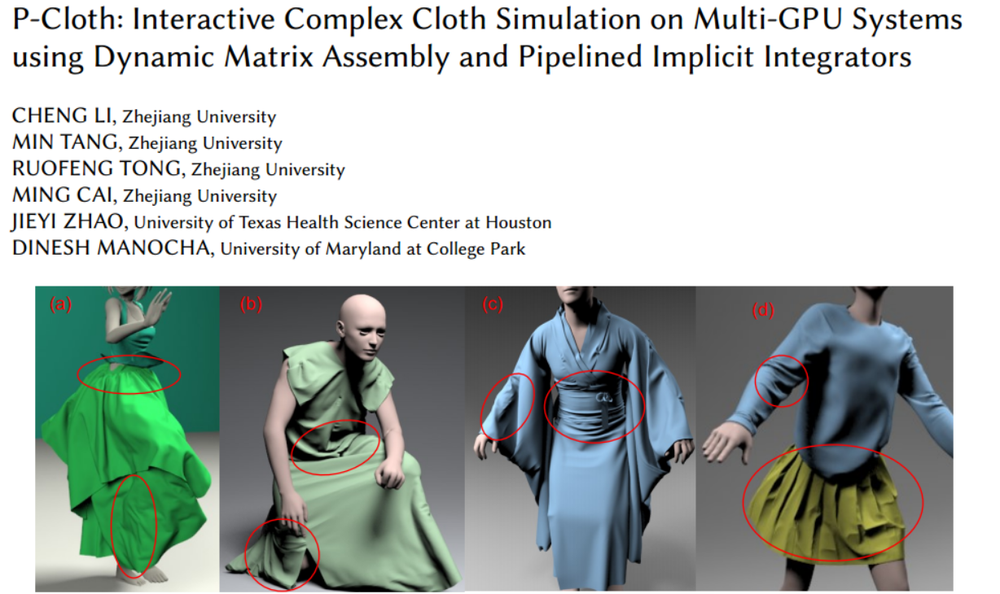 P-Cloth: Interactive Complex Cloth Simulation on Multi-GPU Systems
using Dynamic Matrix Assembly and Pipelined Implicit Integrators
CHENG LI, Zhejiang University
MIN TANG, Zhejiang University
RUOFENG TONG, Zhejiang University
MING CAI, Zhejiang University
JIEYI ZHAO, University of Texas Health Science Center at Houston
DINESH MANOCHA, University of Maryland at College Park
(a) (b) (c) (d)